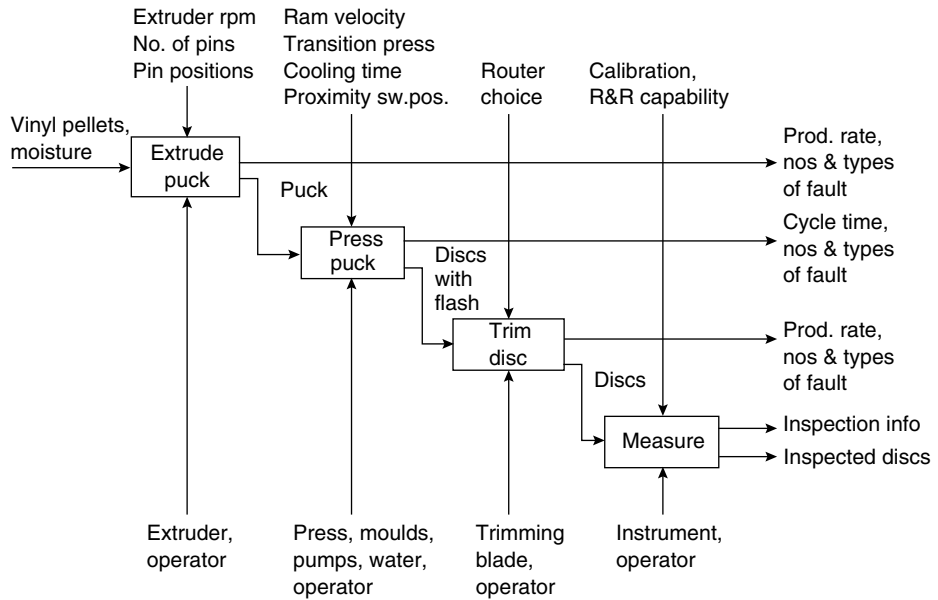 Extruder rpm
No. of pins
Pin positions
Ram velocity
Transition press
Cooling time
Proximity sw.pos.
Router
choice
Calibration,
R&R capability
Vinyl pellets,
moisture
Extrude
puck
Prod. rate,
nos & types
of fault
Puck
Press
puck
Cycle time,
nos & types
of fault
Discs
with
flash
Trim
disc
Prod. rate,
nos & types
of fault
Discs
Measure
Inspection info
Inspected discs
Extruder,
operator
Press, moulds,
pumps, water,
operator
Trimming
blade,
operator
Instrument,
operator